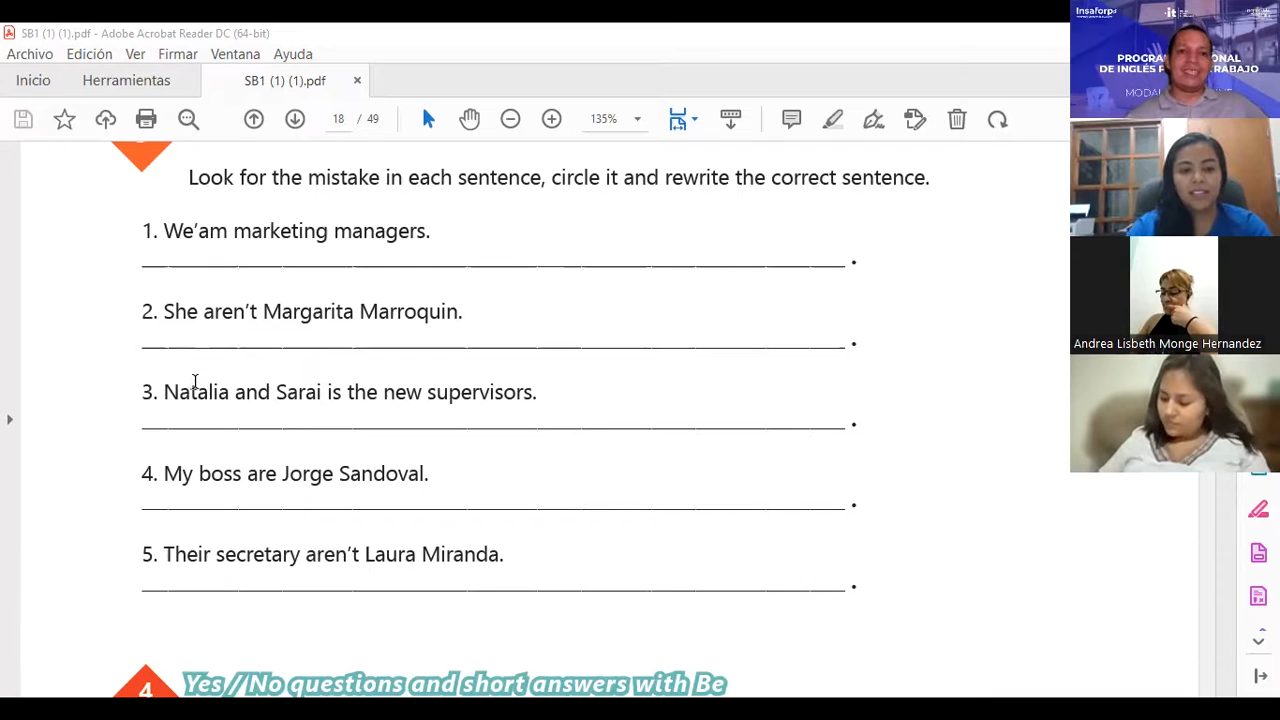 SB1 (1) (1).pdf - Adobe Acrobat Reader DC (64-bit)
Archivo Edición Ver Firmar Ventana Ayuda
Inicio Herramientas SB1 (1) (1).pdf ×
18 / 49 135%
Look for the mistake in each sentence, circle it and rewrite the correct sentence.
1. We'am marketing managers.
2. She aren't Margarita Marroquin.
3. Natalia and Sarai is the new supervisors.
4. My boss are Jorge Sandoval.
5. Their secretary aren't Laura Miranda.
4 Yes / No questions and short answers with Be
Insaforp
Andrea Lisbeth Monge Hernandez